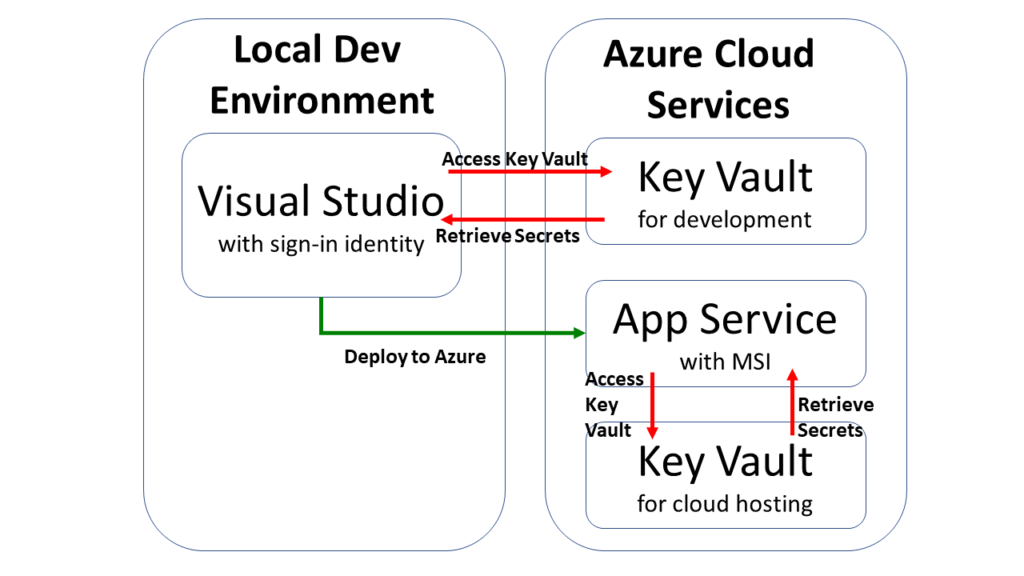 Local Dev
Environment
Visual Studio
with sign-in identity
Access Key Vault
Retrieve Secrets
Deploy to Azure
Azure Cloud
Services
Key Vault
for development
App Service
with MSI
Access
Key
Vault
Retrieve
Secrets
Key Vault
for cloud hosting